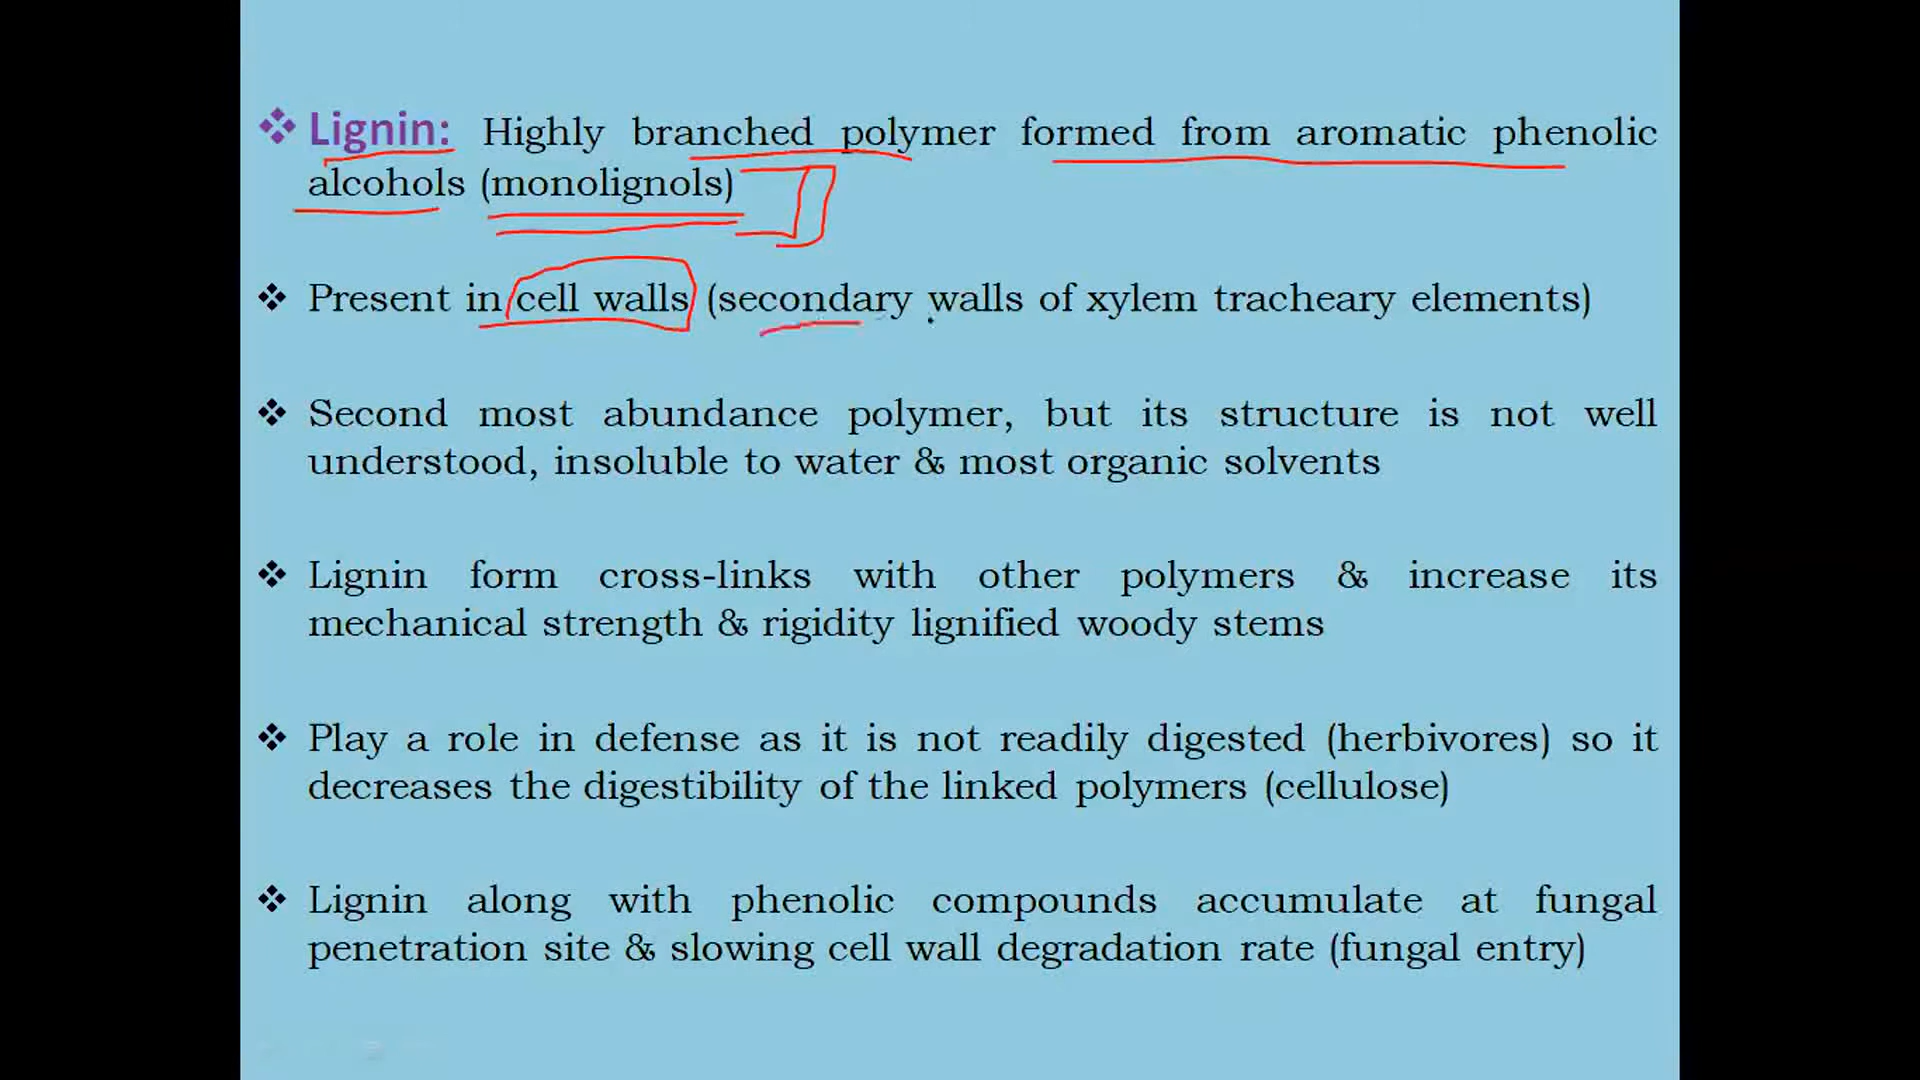 ❖ Lignin: Highly branched polymer formed from aromatic phenolic
alcohols (monolignols)
❖ Present in cell walls (secondary walls of xylem tracheary elements)
❖ Second most abundance polymer, but its structure is not well
understood, insoluble to water & most organic solvents
❖ Lignin form cross-links with other polymers & increase its
mechanical strength & rigidity lignified woody stems
❖ Play a role in defense as it is not readily digested (herbivores) so it
decreases the digestibility of the linked polymers (cellulose)
❖ Lignin along with phenolic compounds accumulate at fungal
penetration site & slowing cell wall degradation rate (fungal entry)